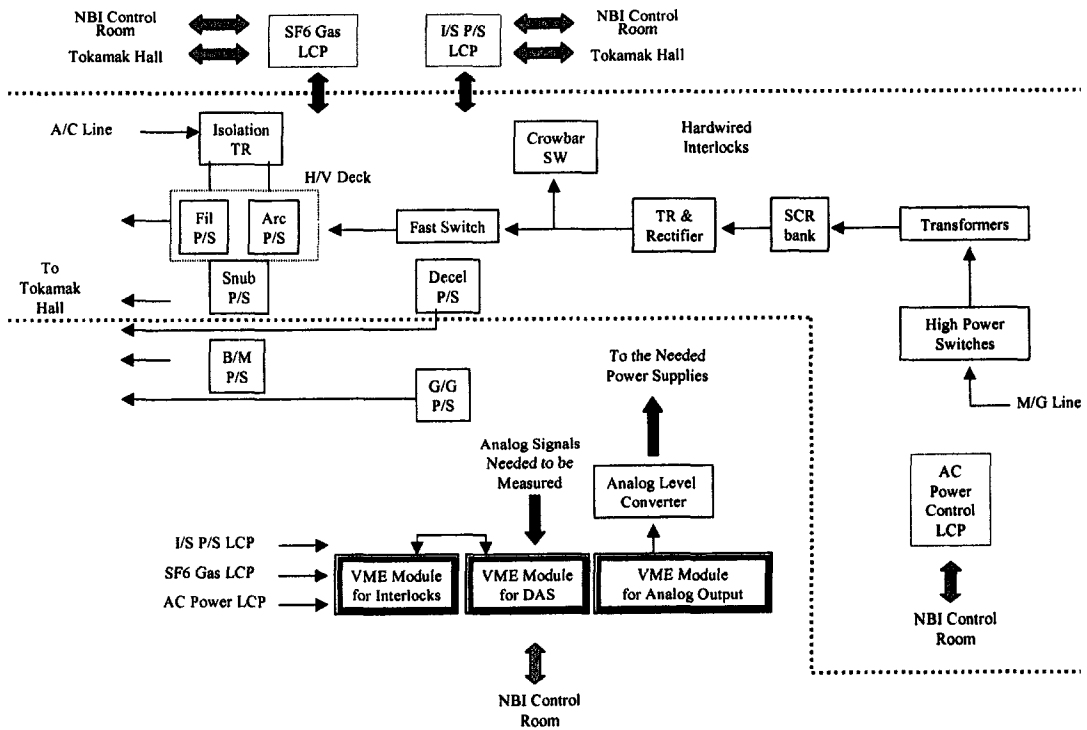 NBI Control
Room
Tokamak Hall
SF6 Gas
LCP
I/S P/S
LCP
NBI Control
Room
Tokamak Hall
A/C Line
Isolation
TR
H/V Deck
Fil
P/S
Arc
P/S
Snub
P/S
To
Tokamak
Hall
Crowbar
SW
Hardwired
Interlocks
Fast Switch
TR &
Rectifier
SCR
bank
Transformers
Decel
P/S
High Power
Switches
M/G Line
B/M
P/S
G/G
P/S
To the Needed
Power Supplies
Analog Signals
Needed to be
Measured
Analog Level
Converter
AC
Power
Control
LCP
NBI Control
Room
I/S P/S LCP
SF6 Gas LCP
AC Power LCP
VME Module
for Interlocks
VME Module
for DAS
VME Module
for Analog Output
NBI Control
Room